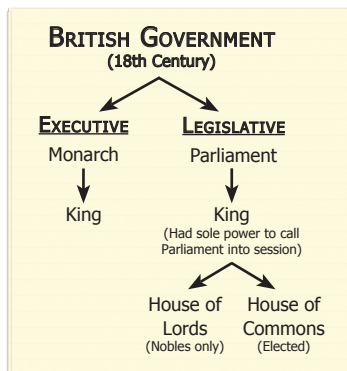 BRITISH GOVERNMENT
(18th Century)
EXECUTIVE
Monarch
King
LEGISLATIVE
Parliament
King
(Had sole power to call
Parliament into session)
House of
Lords
(Nobles only)
House of
Commons
(Elected)